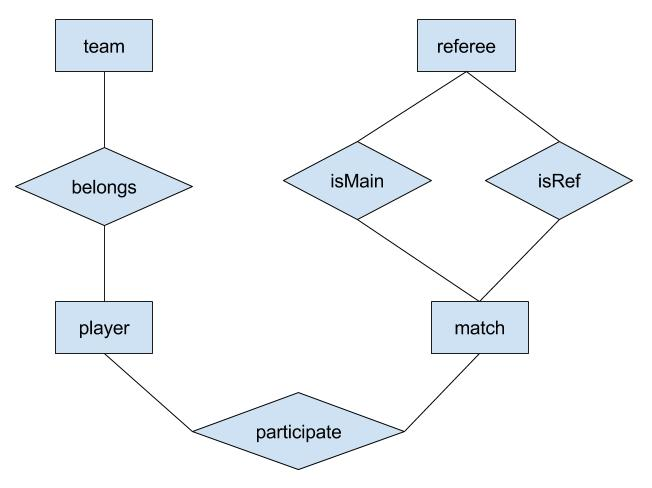 team
referee
belongs
isMain
isRef
player
match
participate